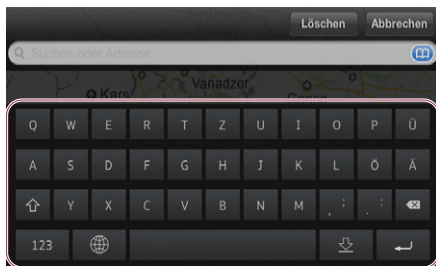 Löschen Abbrechen
Suchen oder Adresse
Vanadzor
Kars
Q W E R T Z U I O P Ü
A S D F G H J K L Ö Ä
Y X C V B N M , ; . :
123